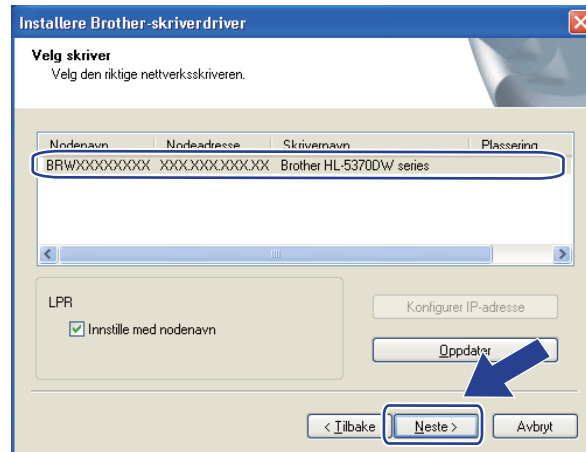 Installere Brother-skriverdriver
Velg skriver
Velg den riktige nettverksskriveren.
Nodenavn Nodeadresse Skrivernavn Plassering
BRWXXXXXXXX XXX.XXX.XXX.XX Brother HL-5370DW series
LPR
Innstille med nodenavn
Konfigurer IP-adresse
Oppdater
< Tilbake Neste > Avbryt